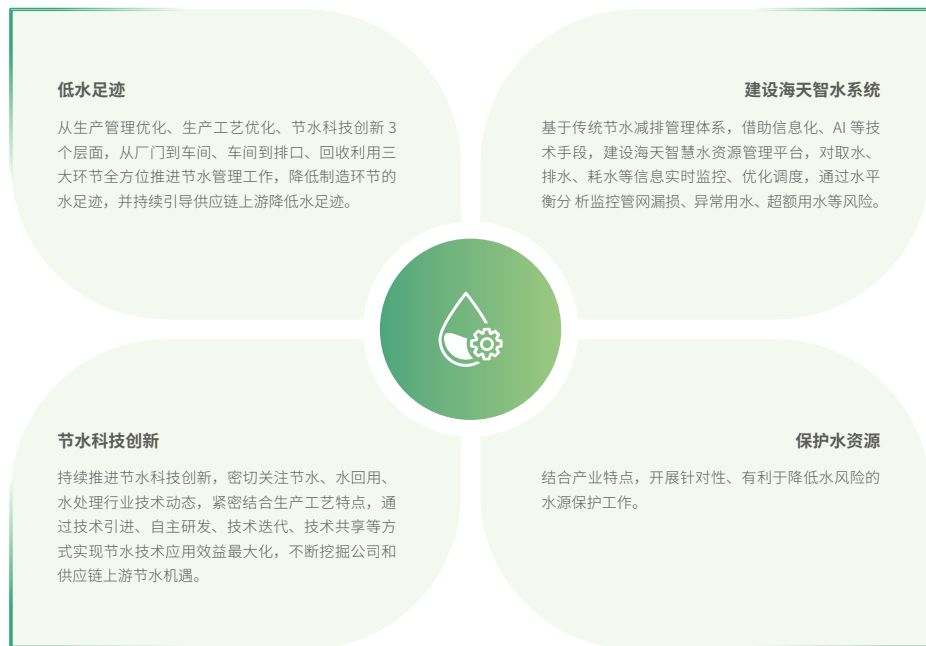 低水足迹
从生产管理优化、生产工艺优化、节水科技创新 3
个层面，从厂门到车间、车间到排口、回收利用三
大环节全方位推进节水管理工作，降低制造环节的
水足迹，并持续引导供应链上游降低水足迹。
建设海天智水系统
基于传统节水减排管理体系，借助信息化、AI 等技
术手段，建设海天智慧水资源管理平台，对取水、
排水、耗水等信息实时监控、优化调度，通过水平
衡分 析监控管网漏损、异常用水、超额用水等风险。
节水科技创新
持续推进节水科技创新，密切关注节水、水回用、
水处理行业技术动态，紧密结合生产工艺特点，通
过技术引进、自主研发、技术迭代、技术共享等方
式实现节水技术应用效益最大化，不断挖掘公司和
供应链上游节水机遇。
保护水资源
结合产业特点，开展针对性、有利于降低水风险的
水源保护工作。